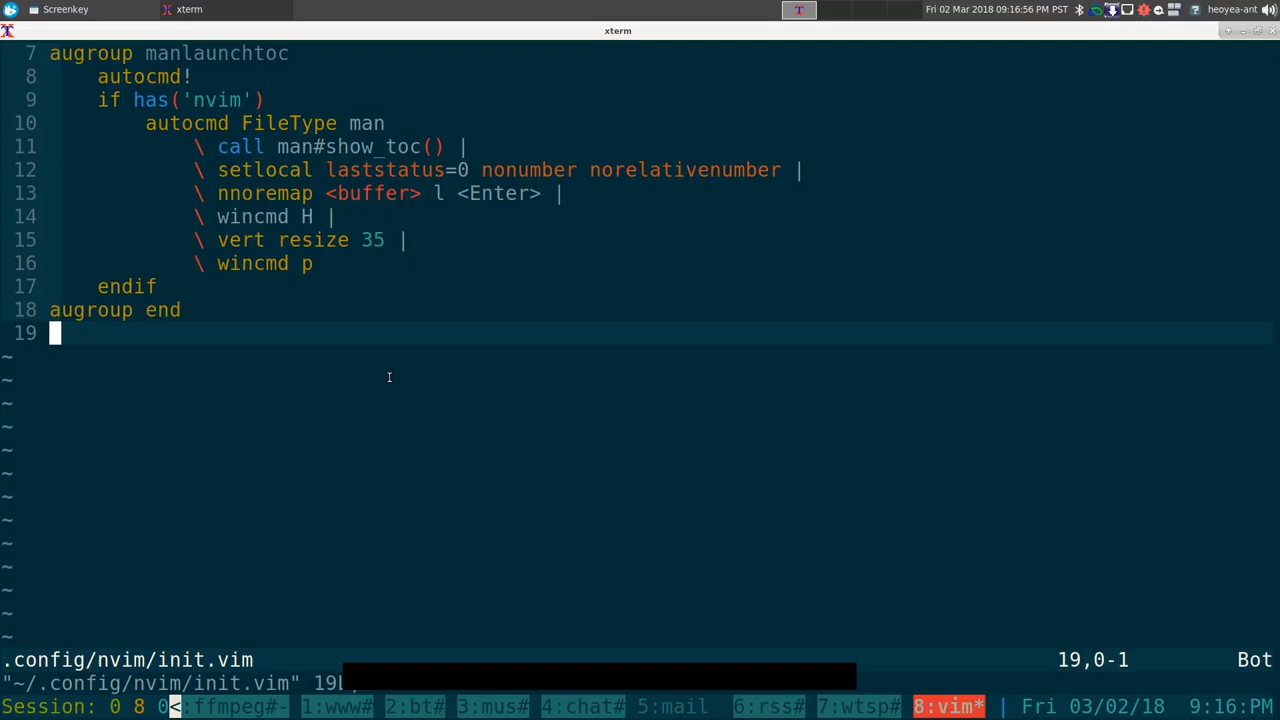 Screenkey xterm Fri 02 Mar 2018 09:16:56 PM PST heoyea-ant
xterm
7 augroup manlaunchtoc
8 autocmd!
9 if has('nvim')
10 autocmd FileType man
11 \ call man#show_toc() |
12 \ setlocal laststatus=0 nonumber norelativenumber |
13 \ nnoremap <buffer> l <Enter> |
14 \ wincmd H |
15 \ vert resize 35 |
16 \ wincmd p
17 endif
18 augroup end
19
~
~
~
~
~
~
~
~
~
~
~
~
~
.config/nvim/init.vim 19,0-1 Bot
"~/.config/nvim/init.vim" 19L,
Session: 0 8 0<:ffmpeg#- 1:www# 2:bt# 3:mus# 4:chat# 5:mail 6:rss# 7:wtsp# 8:vim* | Fri 03/02/18 9:16:PM